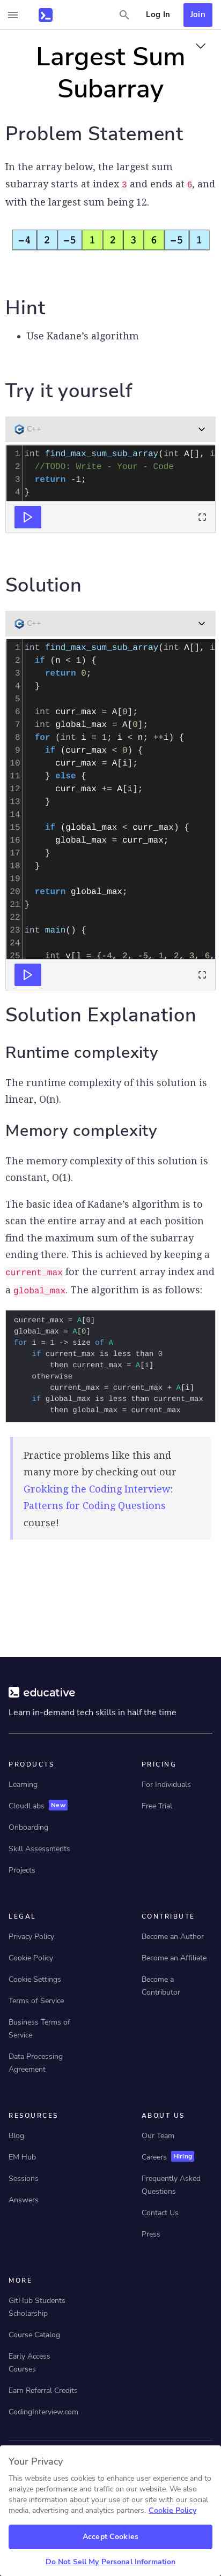 Log In
Join
Largest Sum
Subarray
Problem Statement
In the array below, the largest sum
subarray starts at index 3 and ends at 6, and
with the largest sum being 12.
-4 2 -5 1 2 3 6 -5 1
Hint
Use Kadane's algorithm
Try it yourself
C++
1 int find_max_sum_sub_array(int A[], i
2 //TODO: Write - Your - Code
3 return -1;
4 }
Solution
C++
1 int find_max_sum_sub_array(int A[], i
2 if (n < 1) {
3 return 0;
4 }
5
6 int curr_max = A[0];
7 int global_max = A[0];
8 for (int i = 1; i < n; ++i) {
9 if (curr_max < 0) {
10 curr_max = A[i];
11 } else {
12 curr_max += A[i];
13 }
14
15 if (global_max < curr_max) {
16 global_max = curr_max;
17 }
18 }
19
20 return global_max;
21 }
22
23 int main() {
24
25 int v[] = {-4, 2, -5, 1, 2, 3, 6,
Solution Explanation
Runtime complexity
The runtime complexity of this solution is
linear, O(n).
Memory complexity
The memory complexity of this solution is
constant, O(1).
The basic idea of Kadane's algorithm is to
scan the entire array and at each position
find the maximum sum of the subarray
ending there. This is achieved by keeping a
current_max for the current array index and
a global_max. The algorithm is as follows:
current_max = A[0]
global_max = A[0]
for i = 1 -> size of A
if current_max is less than 0
then current_max = A[i]
otherwise
current_max = current_max + A[i]
if global_max is less than current_max
then global_max = current_max
Practice problems like this and
many more by checking out our
Grokking the Coding Interview:
Patterns for Coding Questions
course!
educative
Learn in-demand tech skills in half the time
PRODUCTS
Learning
CloudLabs New
Onboarding
Skill Assessments
Projects
PRICING
For Individuals
Free Trial
LEGAL
Privacy Policy
Cookie Policy
Cookie Settings
Terms of Service
Business Terms of
Service
Data Processing
Agreement
CONTRIBUTE
Become an Author
Become an Affiliate
Become a
Contributor
RESOURCES
Blog
EM Hub
Sessions
Answers
ABOUT US
Our Team
Careers Hiring
Frequently Asked
Questions
Contact Us
Press
MORE
GitHub Students
Scholarship
Course Catalog
Early Access
Courses
Earn Referral Credits
CodingInterview.com
Your Privacy
This website uses cookies to enhance user experience and to
analyze performance and traffic on our website. We also
share information about your use of our site with our social
media, advertising and analytics partners. Cookie Policy
Accept Cookies
Do Not Sell My Personal Information